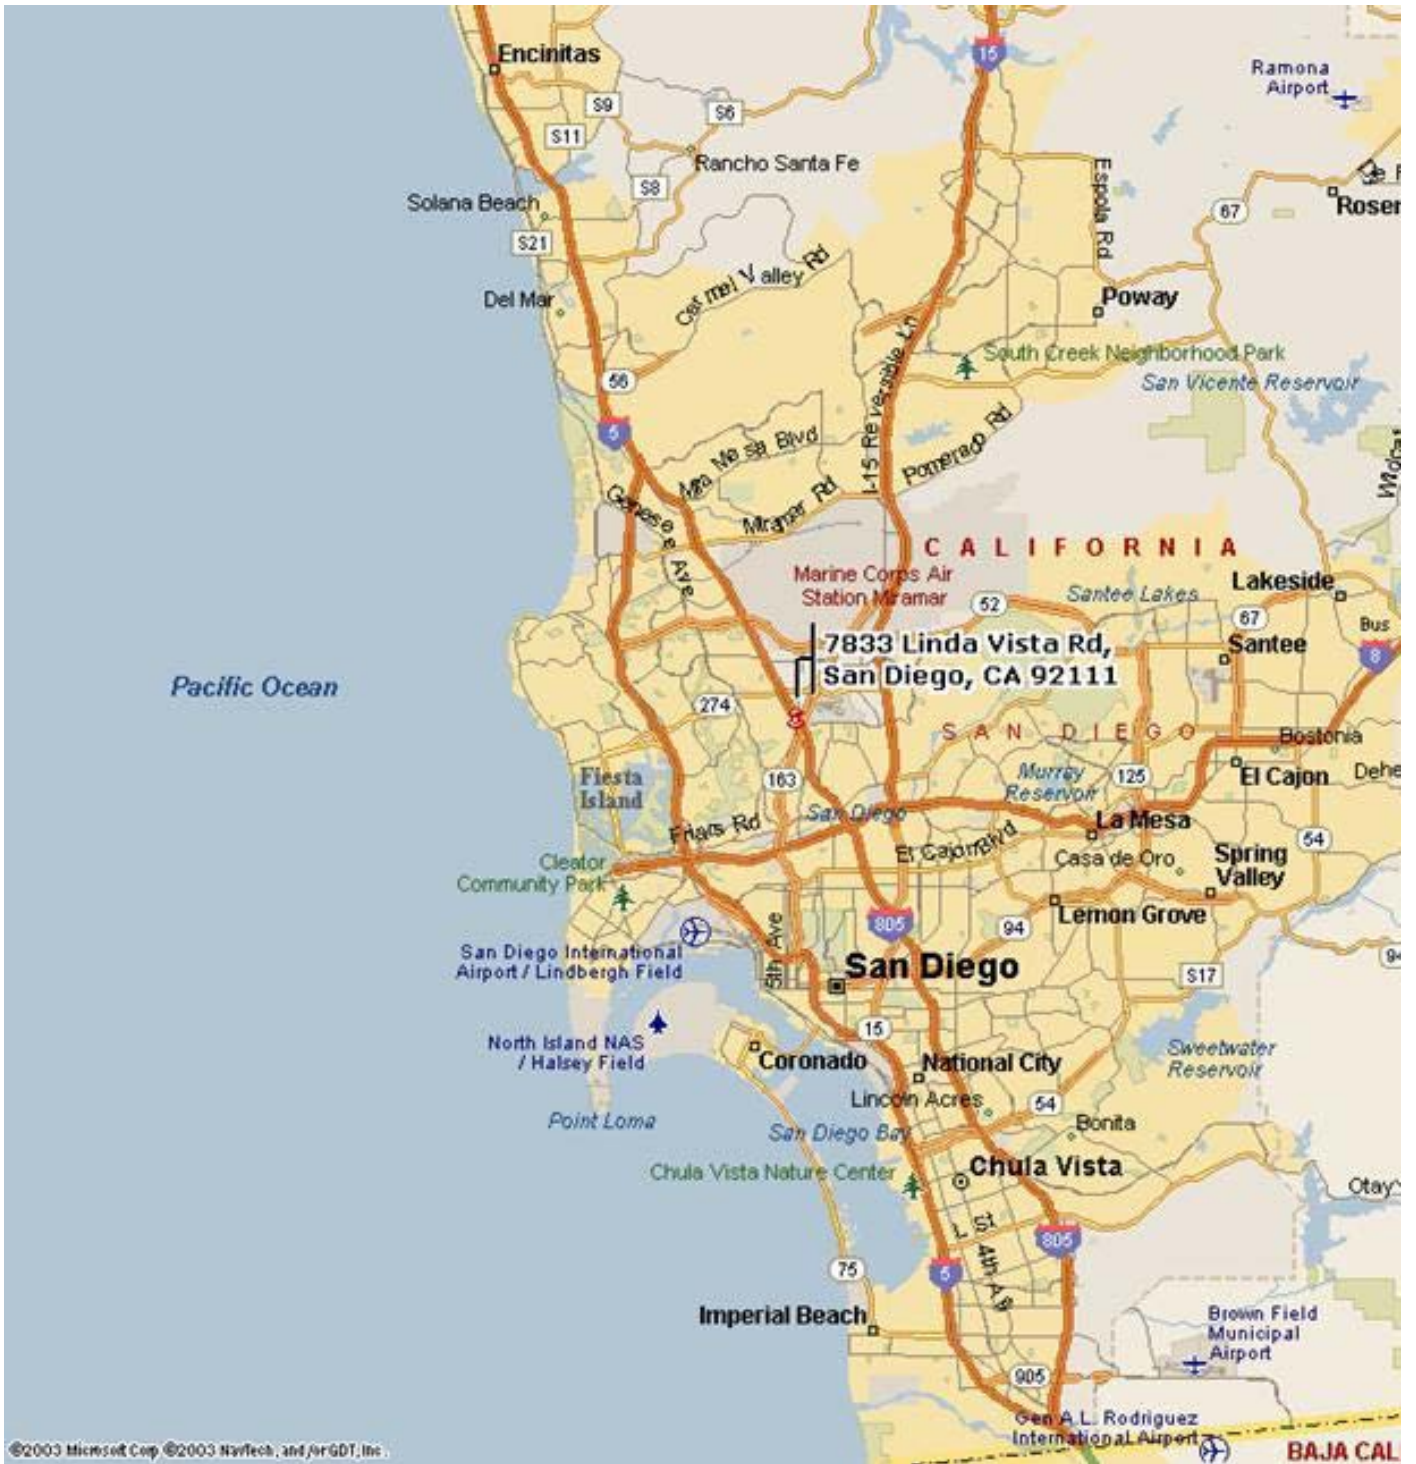 Encinitas
15
Ramona
Airport
S9
S6
S11
Rancho Santa Fe
S8
Espola Rd
67
Roser
Solana Beach
S21
Carmel Valley Rd
Del Mar
Poway
I-15 Reversible Ln
South Creek Neighborhood Park
San Vicente Reservoir
56
5
Mira Mesa Blvd
Pomerado Rd
Genesee Ave
Miramar Rd
CALIFORNIA
Marine Corps Air
Station Miramar
Santee Lakes
Lakeside
52
67
Bus
8
7833 Linda Vista Rd,
San Diego, CA 92111
Santee
Pacific Ocean
274
SAN DIEGO
Bostonia
Fiesta
Island
163
Murray
Reservoir
125
El Cajon
Dehe
San Diego
Friars Rd
La Mesa
El Cajon Blvd
54
Cleator
Community Park
Casa de Oro
Spring
Valley
Lemon Grove
805
94
5th Ave
San Diego International
Airport / Lindbergh Field
San Diego
S17
94
15
North Island NAS
/ Halsey Field
Coronado
National City
Sweetwater
Reservoir
Lincoln Acres
54
Point Loma
San Diego Bay
Bonita
Chula Vista Nature Center
Chula Vista
Otay
L St
4th Av
805
75
5
Imperial Beach
Brown Field
Municipal
Airport
905
Gen A.L. Rodriguez
International Airport
BAJA CAL
©2003 Microsoft Corp ©2003 NavTech, and/or GDT, Inc.